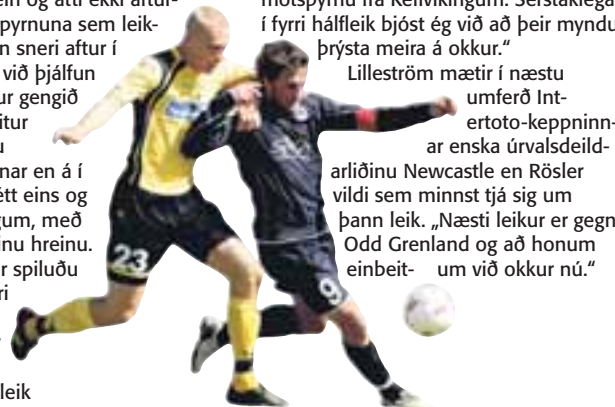 ein og átti ekki aftur-
pyrnuna sem leik-
n sneri aftur í
við þjálfun
ur gengið
itur
u
nar en á í
étt eins og
gum, með
inu hreinu.
r spiluðu
ri
leik
mótspyrnu frá Keflvíkingum. Sérstaklega
í fyrri hálfleik bjóst ég við að þeir myndu
þrýsta meira á okkur.“
Lilleström mætir í næstu
umferð Int-
ertoto-keppninn-
ar enska úrvalsdeild-
arliðinu Newcastle en Rösler
vildi sem minnst tjá sig um
þann leik. „Næsti leikur er gegn
Odd Grenland og að honum
einbeit- um við okkur nú.“
23
9